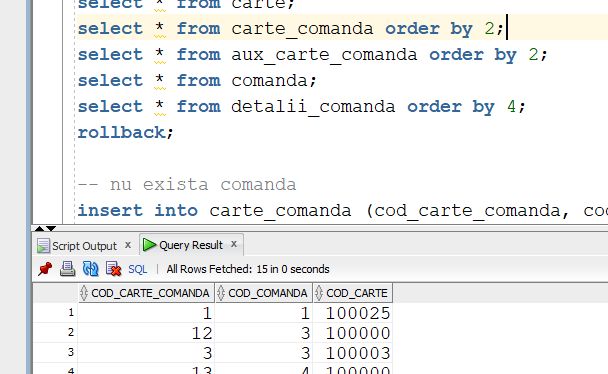 select * from carte;
select * from carte_comanda order by 2;
select * from aux_carte_comanda order by 2;
select * from comanda;
select * from detalii_comanda order by 4;
rollback;
-- nu exista comanda
insert into carte_comanda (cod_carte_comanda, cod
Script Output x Query Result x
SQL | All Rows Fetched: 15 in 0 seconds
COD_CARTE_COMANDA COD_COMANDA COD_CARTE
1 1 1 100025
2 12 3 100000
3 3 3 100003
4 13 4 100000